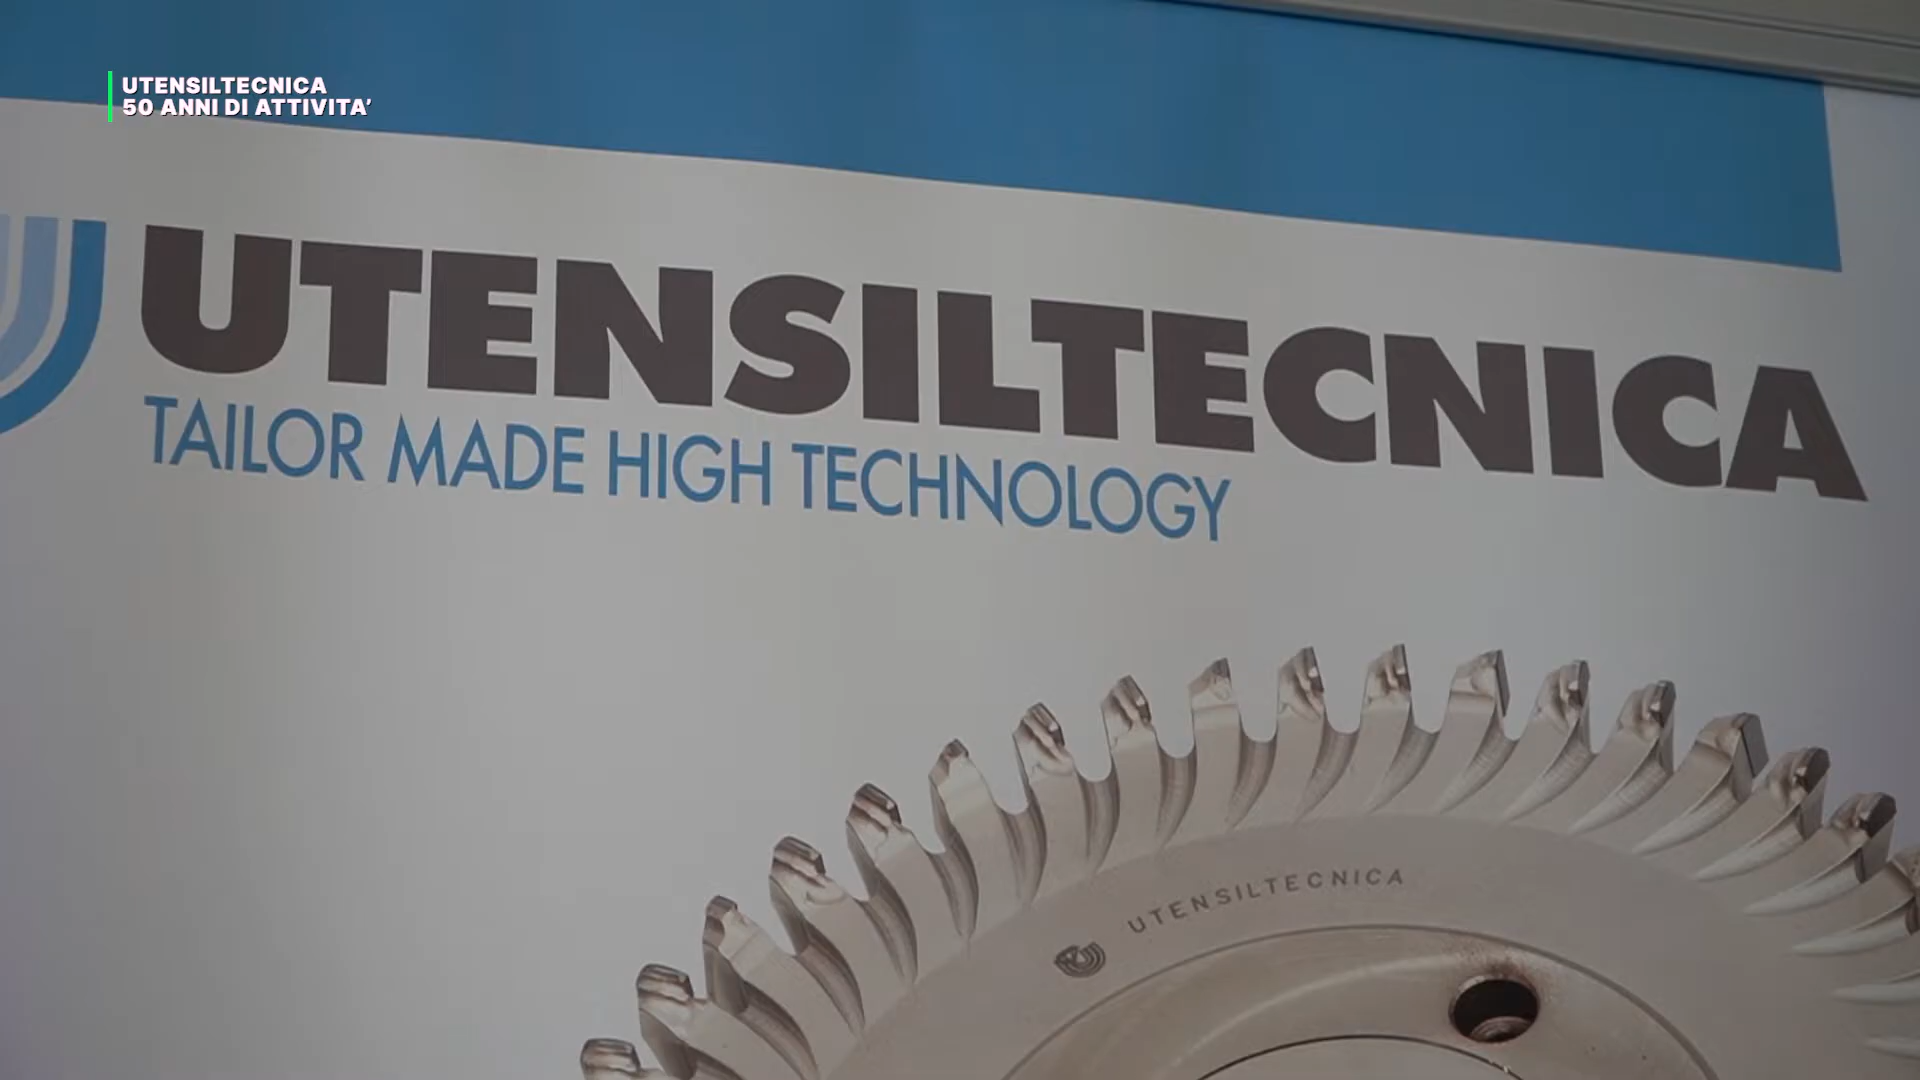 UTENSILTECNICA
50 ANNI DI ATTIVITA'
UTENSILTECNICA
TAILOR MADE HIGH TECHNOLOGY
UTENSILTECNICA